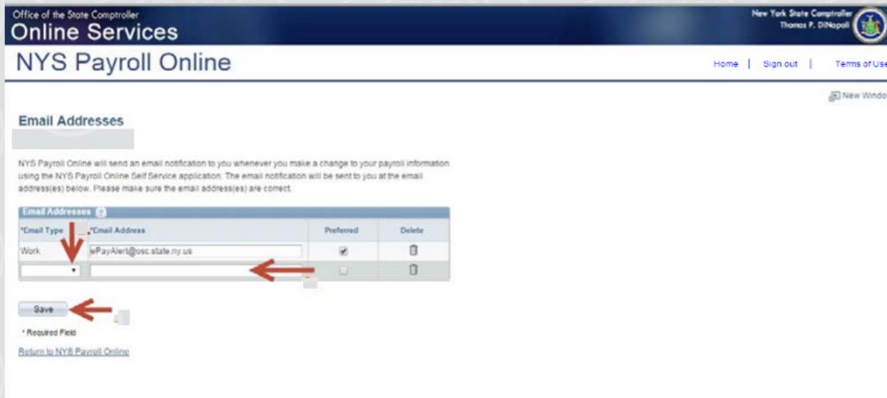 Office of the State Comptroller
Online Services
New York State Comptroller
Thomas P. DiNapoli
NYS Payroll Online
Home | Sign out | Terms of Use
New Windo
Email Addresses
NYS Payroll Online will send an email notification to you whenever you make a change to your payroll information
using the NYS Payroll Online Self Service application. The email notification will be sent to you at the email
address(es) below. Please make sure the email address(es) are correct.
Email Addresses
*Email Type *Email Address Preferred Delete
Work ePayAlert@osc.state.ny.us
Save
* Required Field
Return to NYS Payroll Online